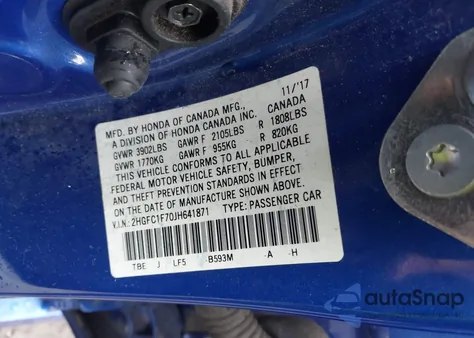 MFD. BY HONDA OF CANADA MFG., 11/'17
A DIVISION OF HONDA CANADA INC. CANADA
GVWR 3902LBS GAWR F 2105LBS R 1808LBS
GVWR 1770KG GAWR F 955KG R 820KG
THIS VEHICLE CONFORMS TO ALL APPLICABLE
FEDERAL MOTOR VEHICLE SAFETY, BUMPER,
AND THEFT PREVENTION STANDARDS IN EFFECT
ON THE DATE OF MANUFACTURE SHOWN ABOVE.
V.I.N.: 2HGFC1F70JH641871 TYPE: PASSENGER CAR
TBE J LF5 B593M -A -H
autoSnap